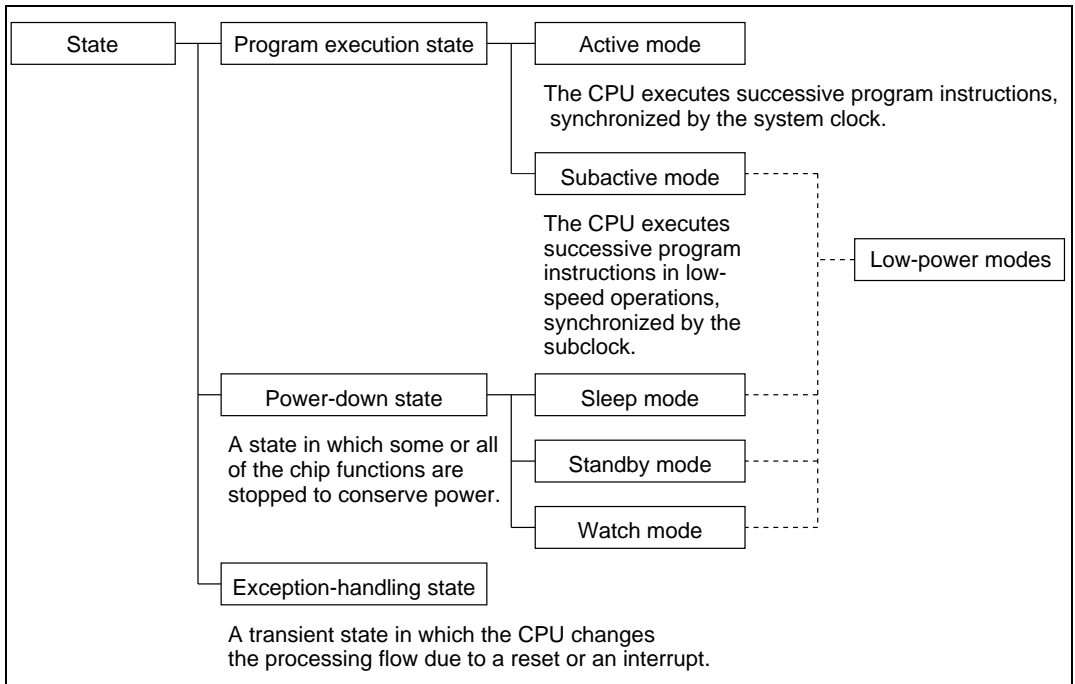 State
Program execution state
Active mode
The CPU executes successive program instructions,
synchronized by the system clock.
Subactive mode
The CPU executes
successive program
instructions in low-
speed operations,
synchronized by the
subclock.
Low-power modes
Power-down state
A state in which some or all
of the chip functions are
stopped to conserve power.
Sleep mode
Standby mode
Watch mode
Exception-handling state
A transient state in which the CPU changes
the processing flow due to a reset or an interrupt.